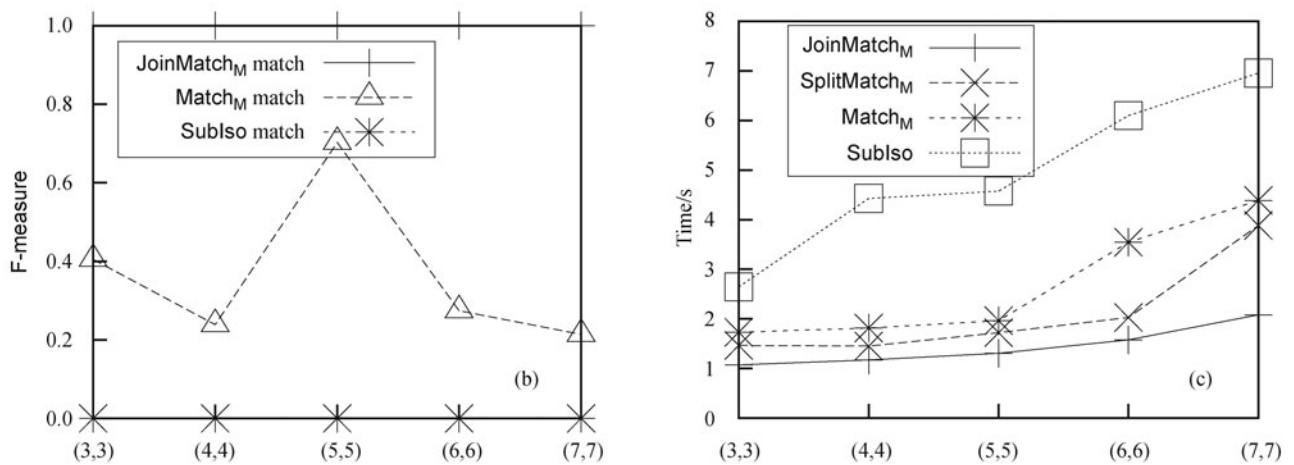 1.0
JoinMatchM match
MatchM match
SubIso match
0.8
0.6
0.4
0.2
0.0
F-measure
(b)
(3,3)
(4,4)
(5,5)
(6,6)
(7,7)
8
7
6
5
4
3
2
1
0
Time/s
JoinMatchM
SplitMatchM
MatchM
SubIso
(c)
(3,3)
(4,4)
(5,5)
(6,6)
(7,7)